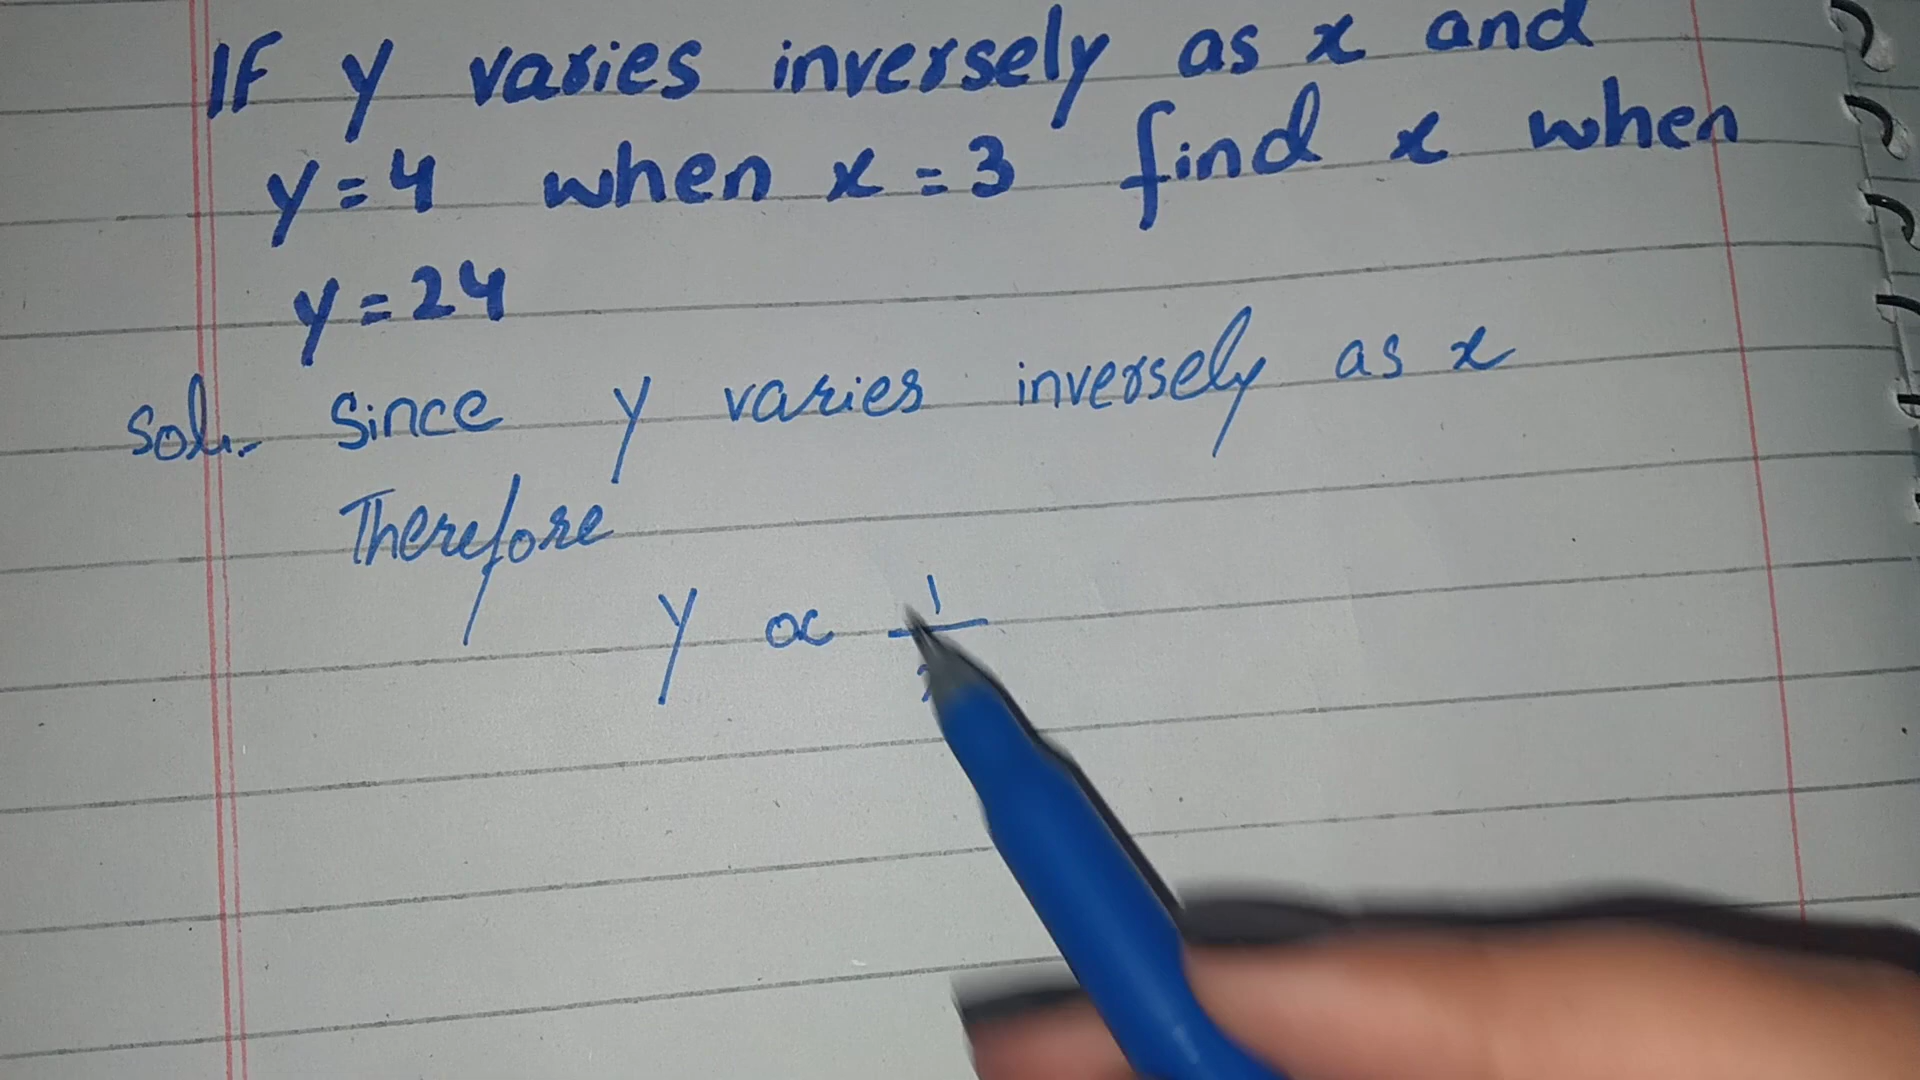 If y varies inversely as x and
y = 4 when x = 3 find x when
y = 24
Sol. Since y varies inversely as x
Therefore
y ∝ 1/